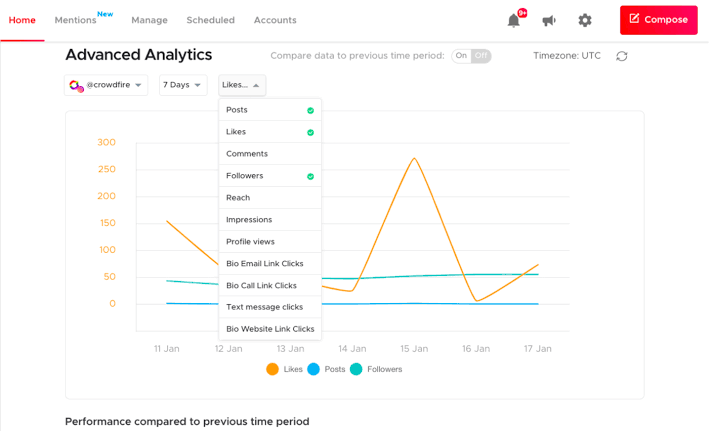 Home Mentions New Manage Scheduled Accounts 9+ Compose
Advanced Analytics Compare data to previous time period: On Off Timezone: UTC
@crowdfire 7 Days Likes...
Posts
Likes
Comments
Followers
Reach
Impressions
Profile views
Bio Email Link Clicks
Bio Call Link Clicks
Text message clicks
Bio Website Link Clicks
300
250
200
150
100
50
0
11 Jan 12 Jan 13 Jan 14 Jan 15 Jan 16 Jan 17 Jan
Likes Posts Followers
Performance compared to previous time period